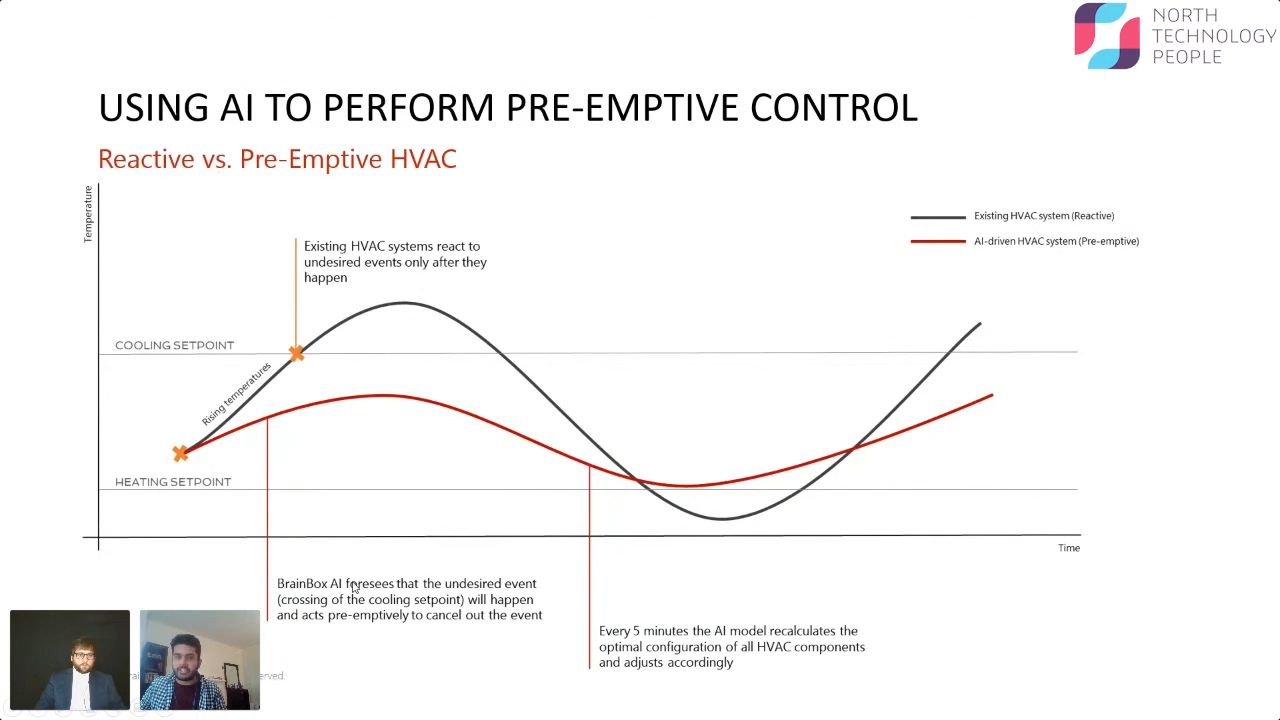 NORTH
TECHNOLOGY
PEOPLE
USING AI TO PERFORM PRE-EMPTIVE CONTROL
Reactive vs. Pre-Emptive HVAC
Temperature
Existing HVAC system (Reactive)
AI-driven HVAC system (Pre-emptive)
Existing HVAC systems react to
undesired events only after they
happen
COOLING SETPOINT
Rising temperatures
HEATING SETPOINT
Time
BrainBox AI foresees that the undesired event
(crossing of the cooling setpoint) will happen
and acts pre-emptively to cancel out the event
Every 5 minutes the AI model recalculates the
optimal configuration of all HVAC components
and adjusts accordingly